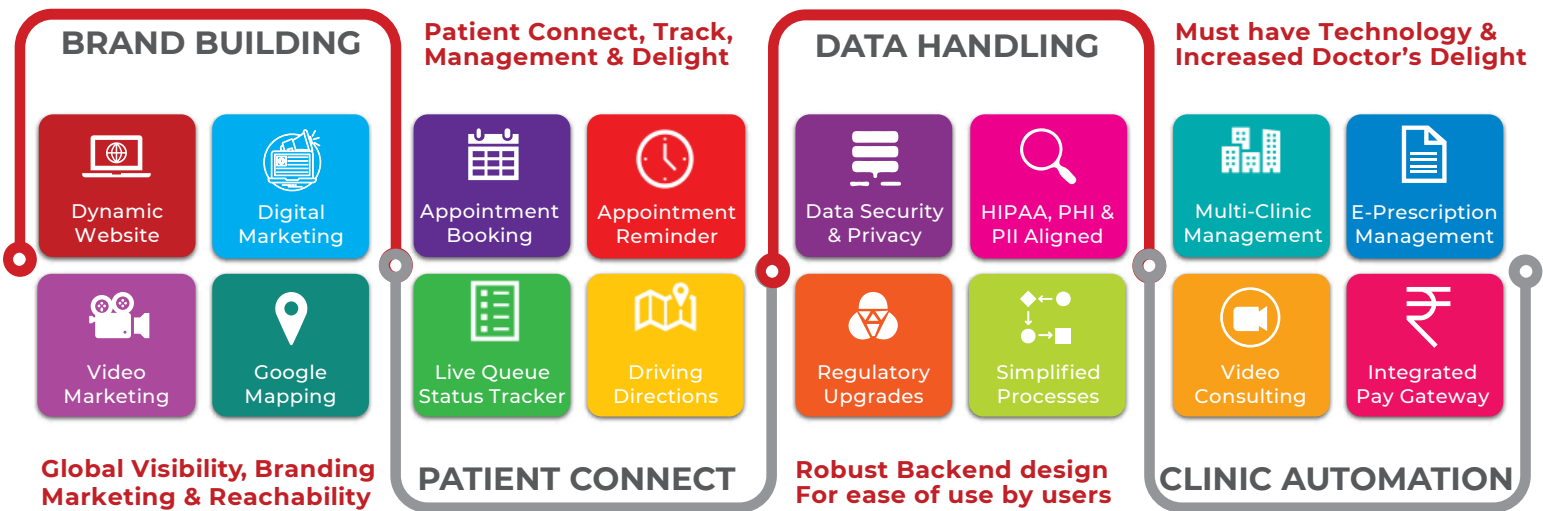 BRAND BUILDING
Dynamic
Website
Digital
Marketing
Video
Marketing
Google
Mapping
Global Visibility, Branding
Marketing & Reachability
Patient Connect, Track,
Management & Delight
Appointment
Booking
Appointment
Reminder
Live Queue
Status Tracker
Driving
Directions
PATIENT CONNECT
DATA HANDLING
Data Security
& Privacy
HIPAA, PHI &
PII Aligned
Regulatory
Upgrades
Simplified
Processes
Robust Backend design
For ease of use by users
Must have Technology &
Increased Doctor’s Delight
Multi-Clinic
Management
E-Prescription
Management
Video
Consulting
Integrated
Pay Gateway
CLINIC AUTOMATION